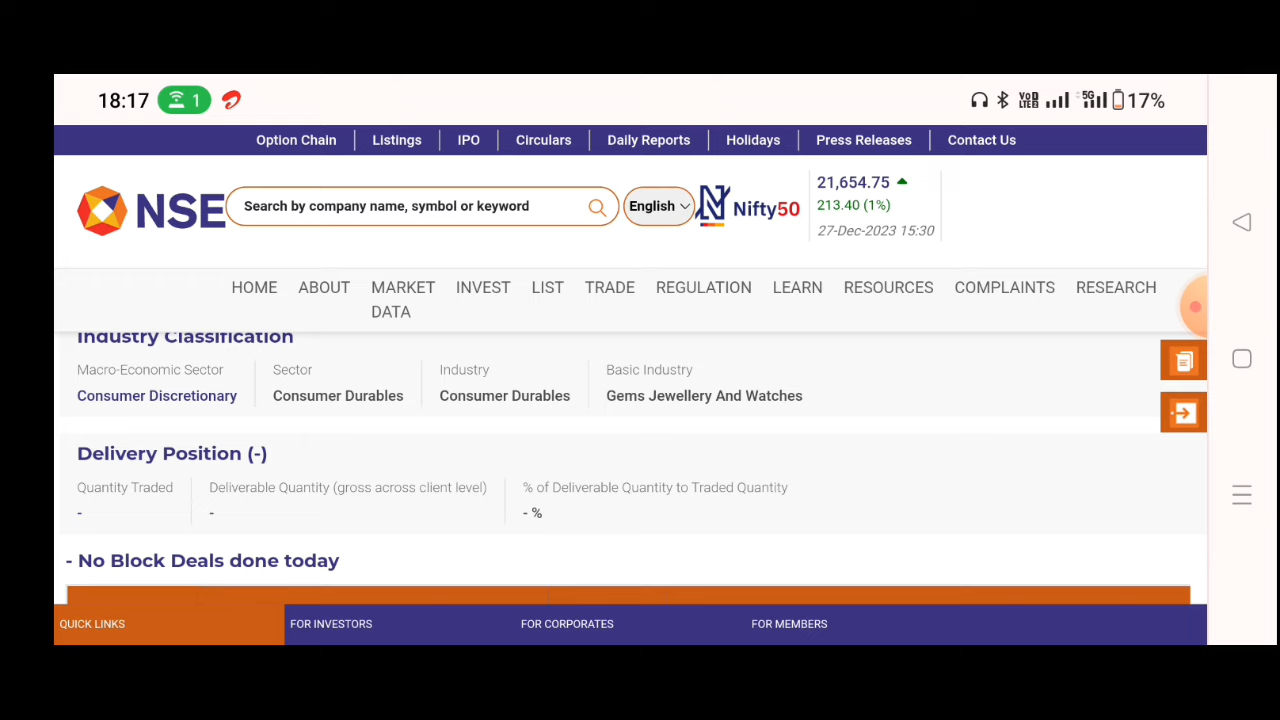 18:17 1 VoD LTE 5G 17%
Option Chain Listings IPO Circulars Daily Reports Holidays Press Releases Contact Us
NSE Search by company name, symbol or keyword English N Nifty50
21,654.75
213.40 (1%)
27-Dec-2023 15:30
HOME ABOUT MARKET DATA INVEST LIST TRADE REGULATION LEARN RESOURCES COMPLAINTS RESEARCH
Industry Classification
Macro-Economic Sector Sector Industry Basic Industry
Consumer Discretionary Consumer Durables Consumer Durables Gems Jewellery And Watches
Delivery Position (-)
Quantity Traded Deliverable Quantity (gross across client level) % of Deliverable Quantity to Traded Quantity
- - - %
- No Block Deals done today
QUICK LINKS FOR INVESTORS FOR CORPORATES FOR MEMBERS